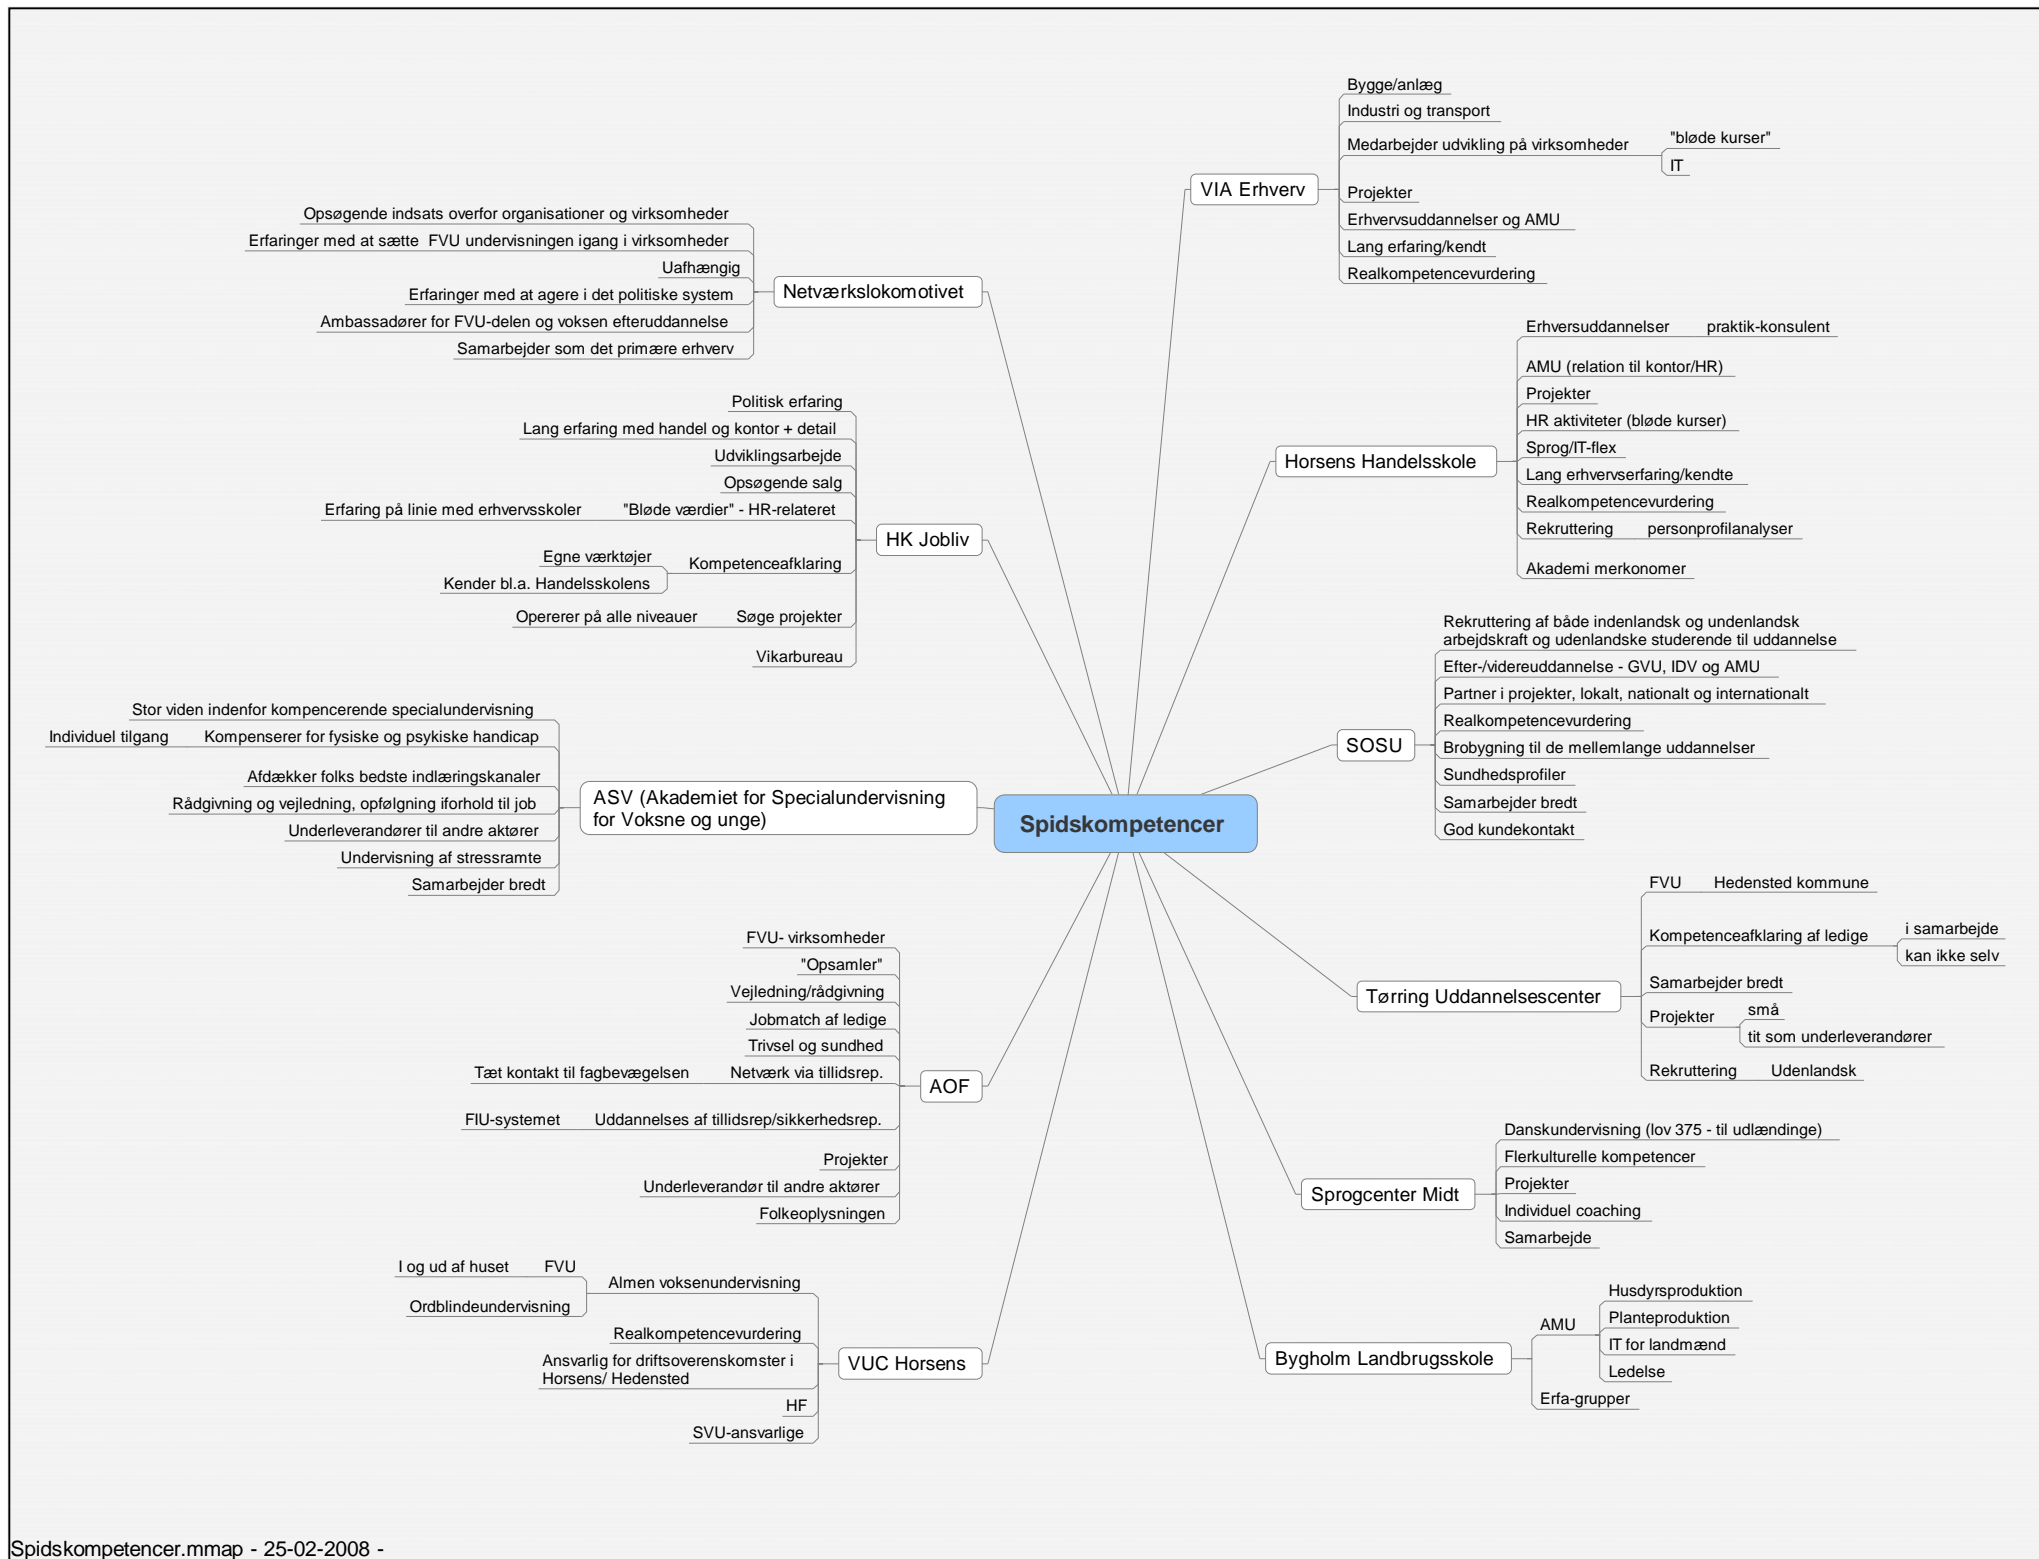 Spidskompetencer
VIA Erhverv
Bygge/anlæg
Industri og transport
Medarbejder udvikling på virksomheder
"bløde kurser"
IT
Projekter
Erhvervsuddannelser og AMU
Lang erfaring/kendt
Realkompetencevurdering
Horsens Handelsskole
Erhversuddannelser
praktik-konsulent
AMU (relation til kontor/HR)
Projekter
HR aktiviteter (bløde kurser)
Sprog/IT-flex
Lang erhvervserfaring/kendte
Realkompetencevurdering
Rekruttering
personprofilanalyser
Akademi merkonomer
SOSU
Rekruttering af både indenlandsk og undenlandsk
arbejdskraft og udenlandske studerende til uddannelse
Efter-/videreuddannelse - GVU, IDV og AMU
Partner i projekter, lokalt, nationalt og internationalt
Realkompetencevurdering
Brobygning til de mellemlange uddannelser
Sundhedsprofiler
Samarbejder bredt
God kundekontakt
Tørring Uddannelsescenter
FVU
Hedensted kommune
Kompetenceafklaring af ledige
i samarbejde
kan ikke selv
Samarbejder bredt
Projekter
små
tit som underleverandører
Rekruttering
Udenlandsk
Sprogcenter Midt
Danskundervisning (lov 375 - til udlændinge)
Flerkulturelle kompetencer
Projekter
Individuel coaching
Samarbejde
Bygholm Landbrugsskole
AMU
Husdyrsproduktion
Planteproduktion
IT for landmænd
Ledelse
Erfa-grupper
Netværkslokomotivet
Opsøgende indsats overfor organisationer og virksomheder
Erfaringer med at sætte  FVU undervisningen igang i virksomheder
Uafhængig
Erfaringer med at agere i det politiske system
Ambassadører for FVU-delen og voksen efteruddannelse
Samarbejder som det primære erhverv
HK Jobliv
Politisk erfaring
Lang erfaring med handel og kontor + detail
Udviklingsarbejde
Opsøgende salg
"Bløde værdier" - HR-relateret
Erfaring på linie med erhvervsskoler
Kompetenceafklaring
Egne værktøjer
Kender bl.a. Handelsskolens
Søge projekter
Opererer på alle niveauer
Vikarbureau
ASV (Akademiet for Specialundervisning
for Voksne og unge)
Stor viden indenfor kompencerende specialundervisning
Kompenserer for fysiske og psykiske handicap
Individuel tilgang
Afdækker folks bedste indlæringskanaler
Rådgivning og vejledning, opfølgning iforhold til job
Underleverandører til andre aktører
Undervisning af stressramte
Samarbejder bredt
AOF
FVU- virksomheder
"Opsamler"
Vejledning/rådgivning
Jobmatch af ledige
Trivsel og sundhed
Netværk via tillidsrep.
Tæt kontakt til fagbevægelsen
Uddannelses af tillidsrep/sikkerhedsrep.
FIU-systemet
Projekter
Underleverandør til andre aktører
Folkeoplysningen
VUC Horsens
Almen voksenundervisning
FVU
I og ud af huset
Ordblindeundervisning
Realkompetencevurdering
Ansvarlig for driftsoverenskomster i
Horsens/ Hedensted
HF
SVU-ansvarlige
Spidskompetencer.mmap - 25-02-2008 -